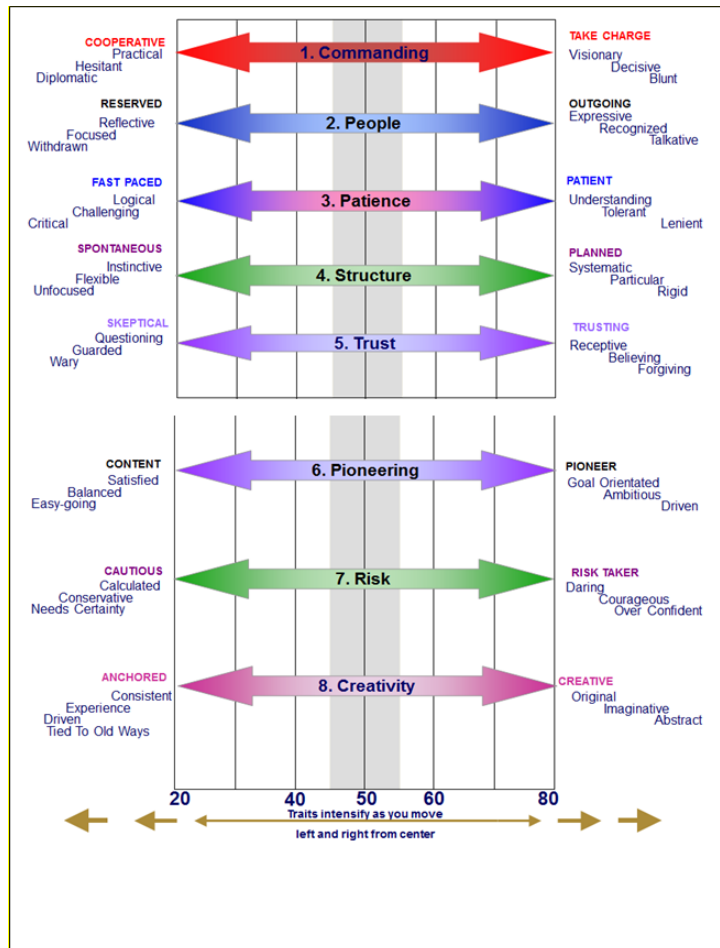 COOPERATIVE
Practical
Hesitant
Diplomatic
1. Commanding
TAKE CHARGE
Visionary
Decisive
Blunt
RESERVED
Reflective
Focused
Withdrawn
2. People
OUTGOING
Expressive
Recognized
Talkative
FAST PACED
Logical
Challenging
Critical
3. Patience
PATIENT
Understanding
Tolerant
Lenient
SPONTANEOUS
Instinctive
Flexible
Unfocused
4. Structure
PLANNED
Systematic
Particular
Rigid
SKEPTICAL
Questioning
Guarded
Wary
5. Trust
TRUSTING
Receptive
Believing
Forgiving
CONTENT
Satisfied
Balanced
Easy-going
6. Pioneering
PIONEER
Goal Orientated
Ambitious
Driven
CAUTIOUS
Calculated
Conservative
Needs Certainty
7. Risk
RISK TAKER
Daring
Courageous
Over Confident
ANCHORED
Consistent
Experience
Driven
Tied To Old Ways
8. Creativity
CREATIVE
Original
Imaginative
Abstract
20 40 50 60 80
Traits intensify as you move
left and right from center